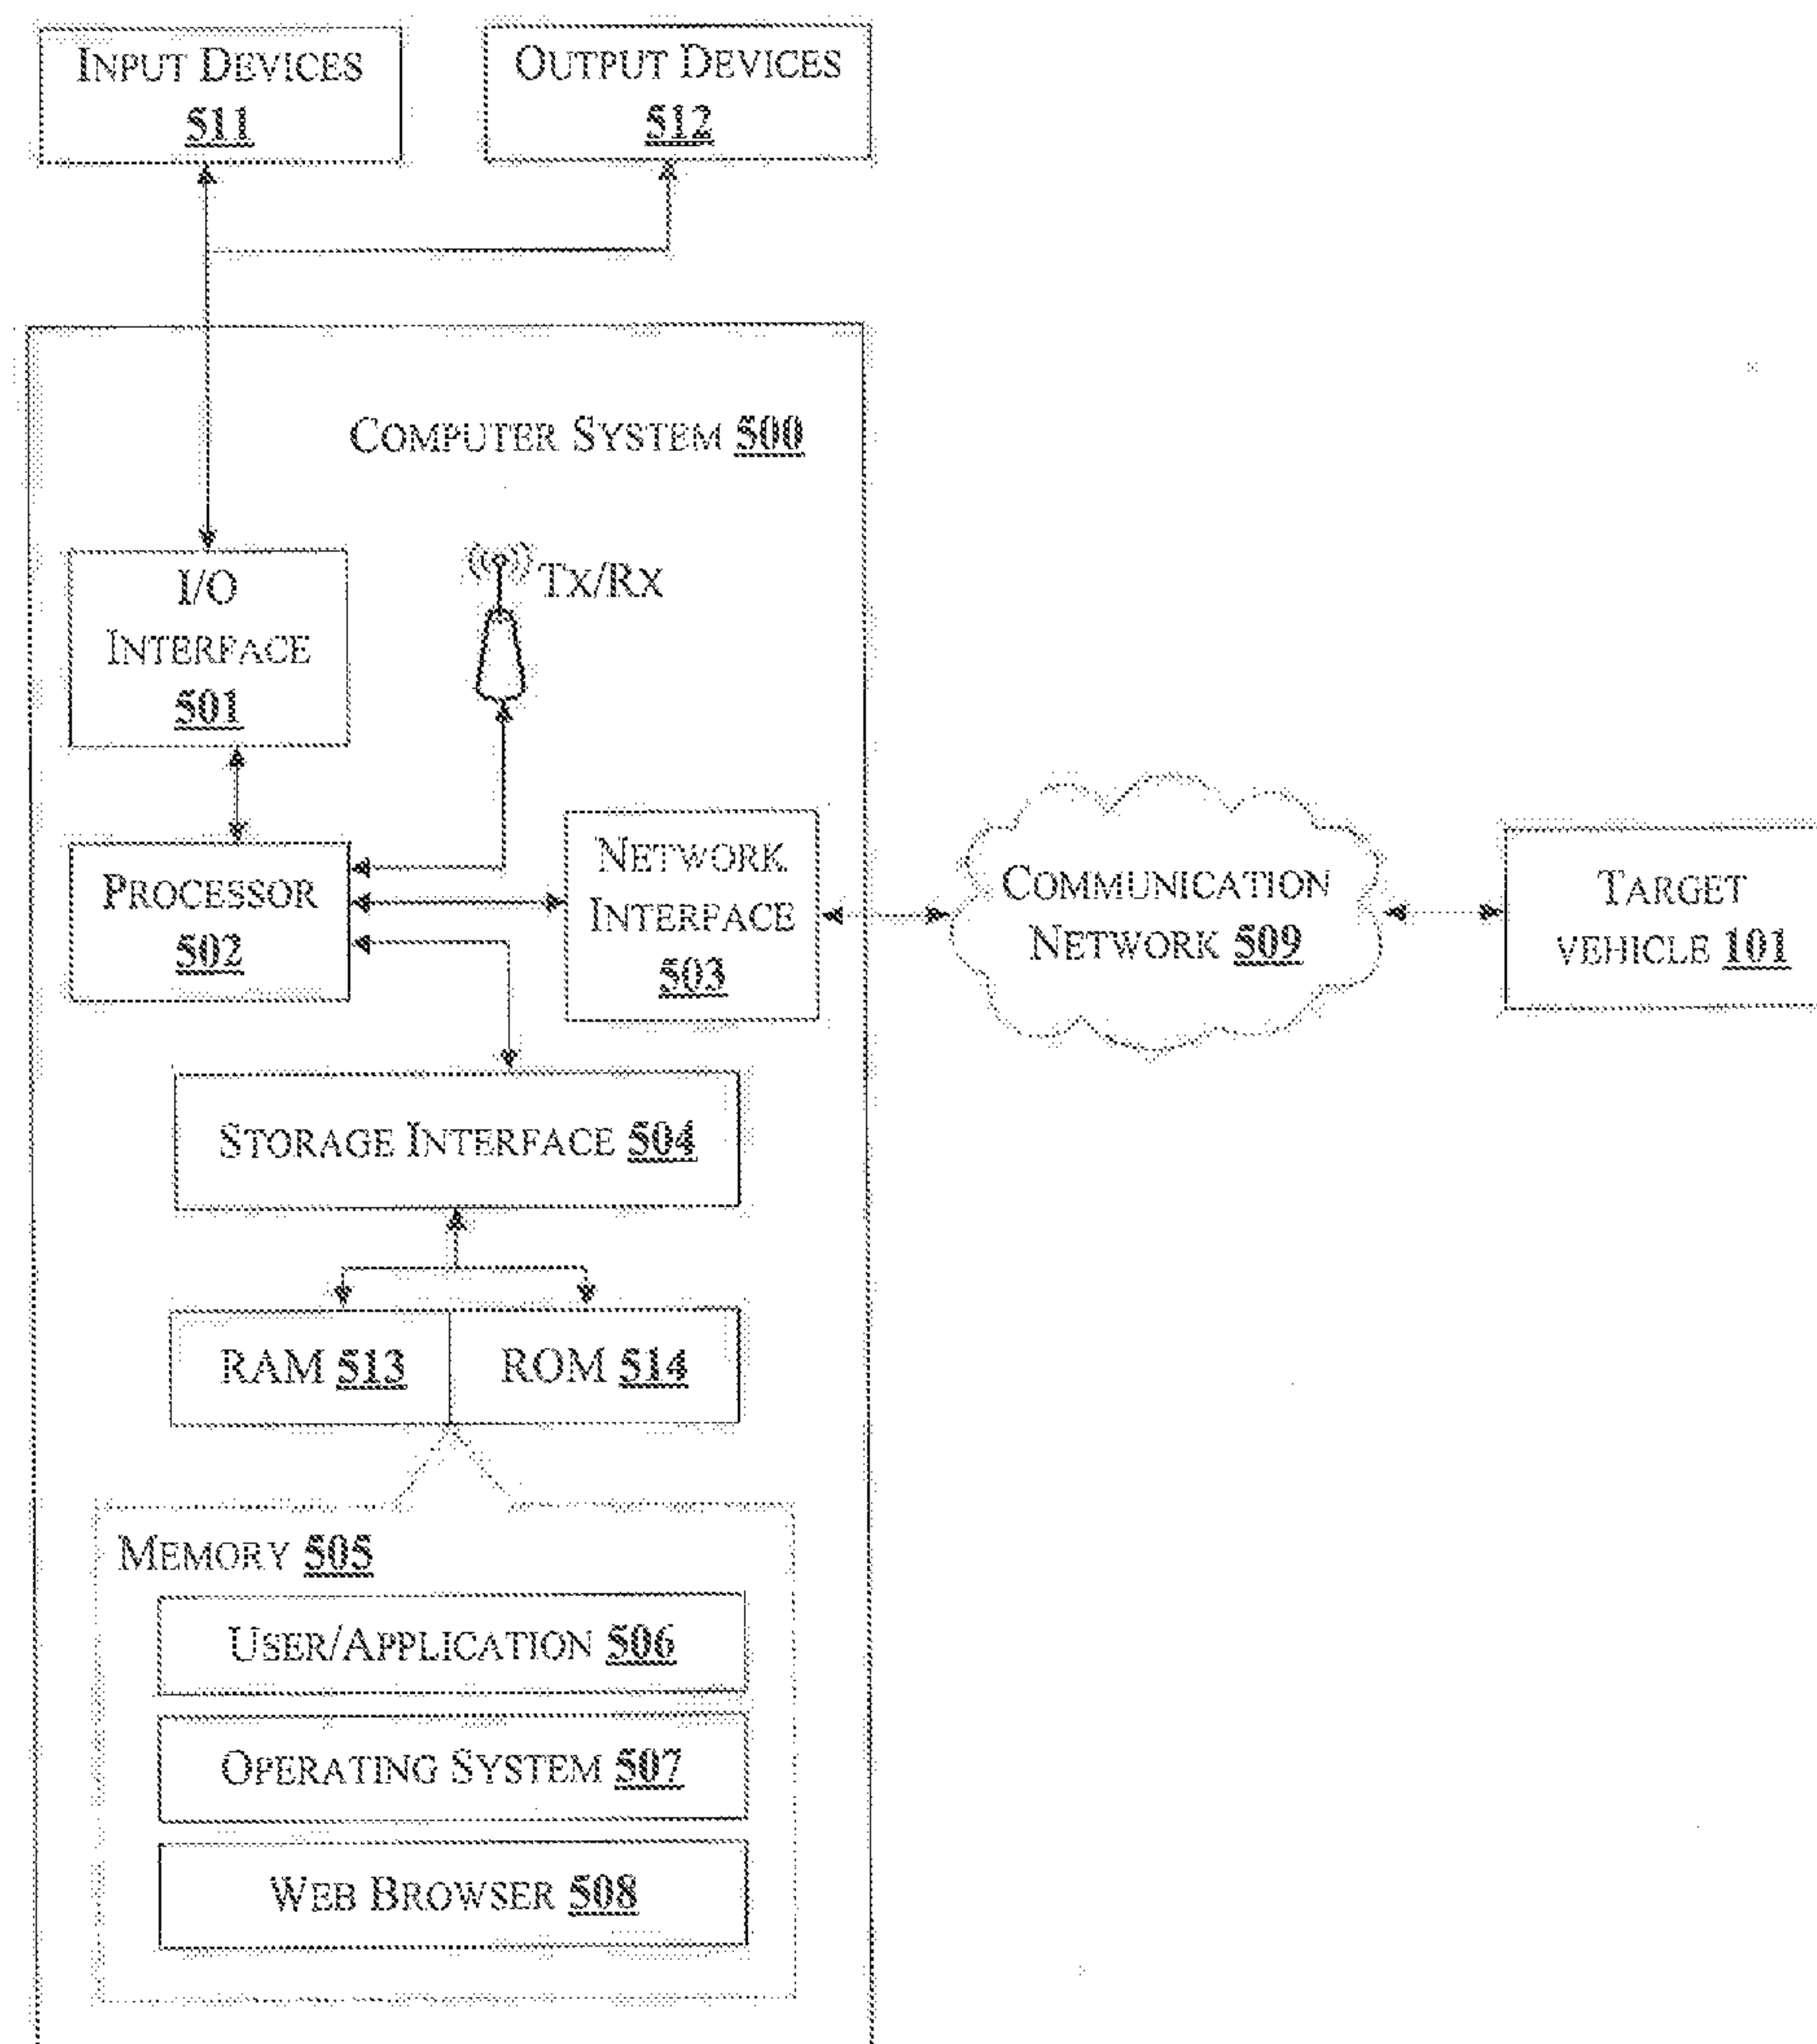 INPUT DEVICES
511
OUTPUT DEVICES
512
COMPUTER SYSTEM 500
I/O
INTERFACE
501
TX/RX
PROCESSOR
502
NETWORK
INTERFACE
503
COMMUNICATION
NETWORK 509
TARGET
VEHICLE 101
STORAGE INTERFACE 504
RAM 513
ROM 514
MEMORY 505
USER/APPLICATION 506
OPERATING SYSTEM 507
WEB BROWSER 508